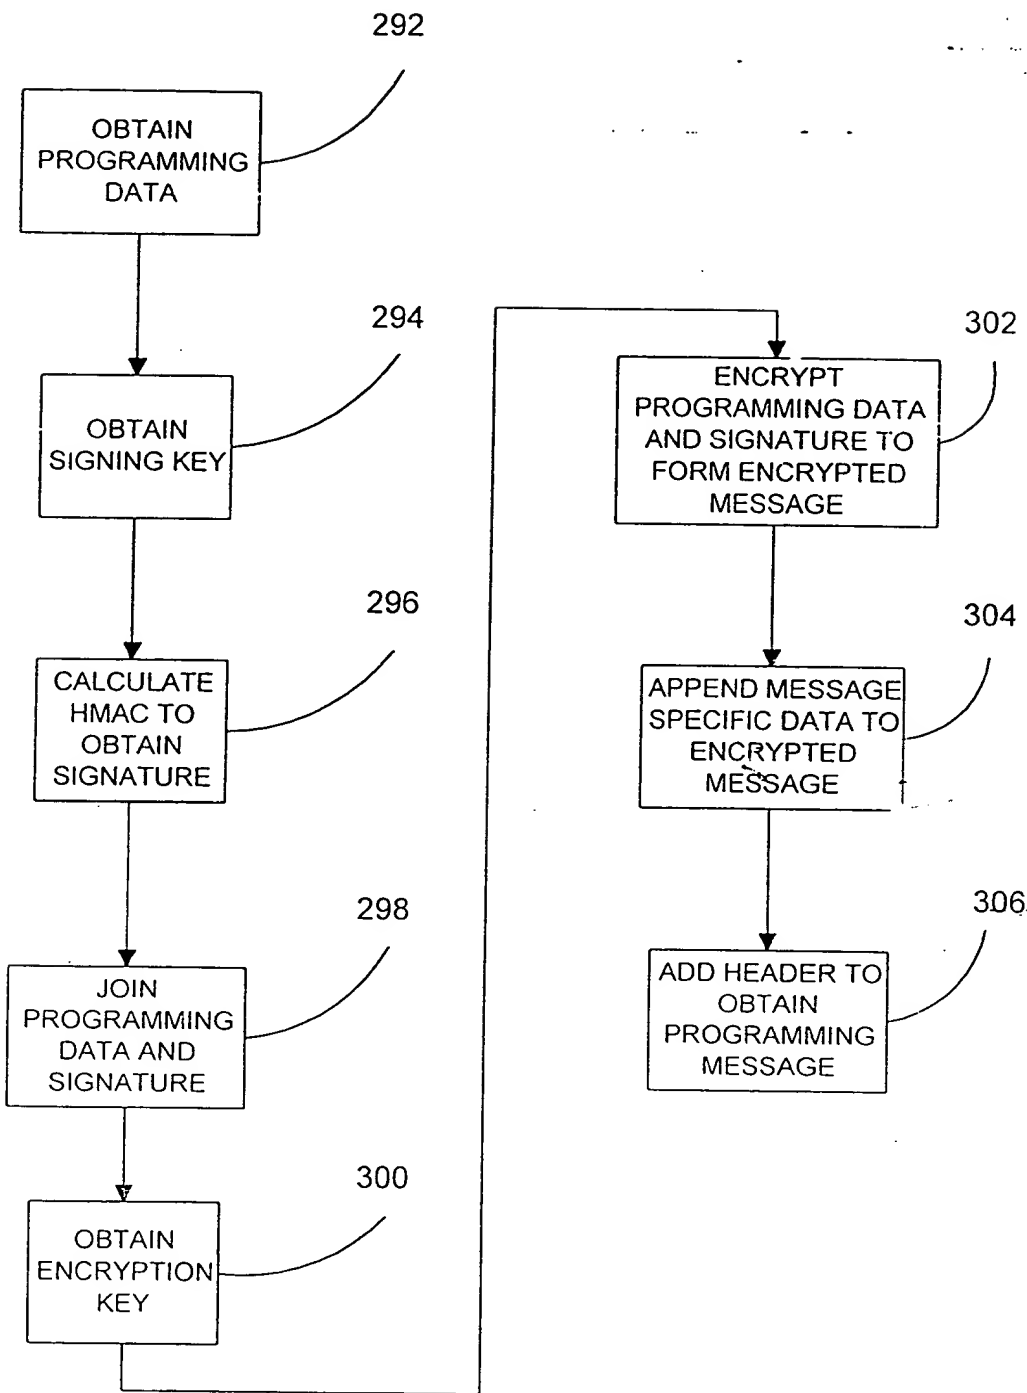 292
OBTAIN
PROGRAMMING
DATA
294
OBTAIN
SIGNING KEY
296
CALCULATE
HMAC TO
OBTAIN
SIGNATURE
298
JOIN
PROGRAMMING
DATA AND
SIGNATURE
300
OBTAIN
ENCRYPTION
KEY
302
ENCRYPT
PROGRAMMING DATA
AND SIGNATURE TO
FORM ENCRYPTED
MESSAGE
304
APPEND MESSAGE
SPECIFIC DATA TO
ENCRYPTED
MESSAGE
306
ADD HEADER TO
OBTAIN
PROGRAMMING
MESSAGE